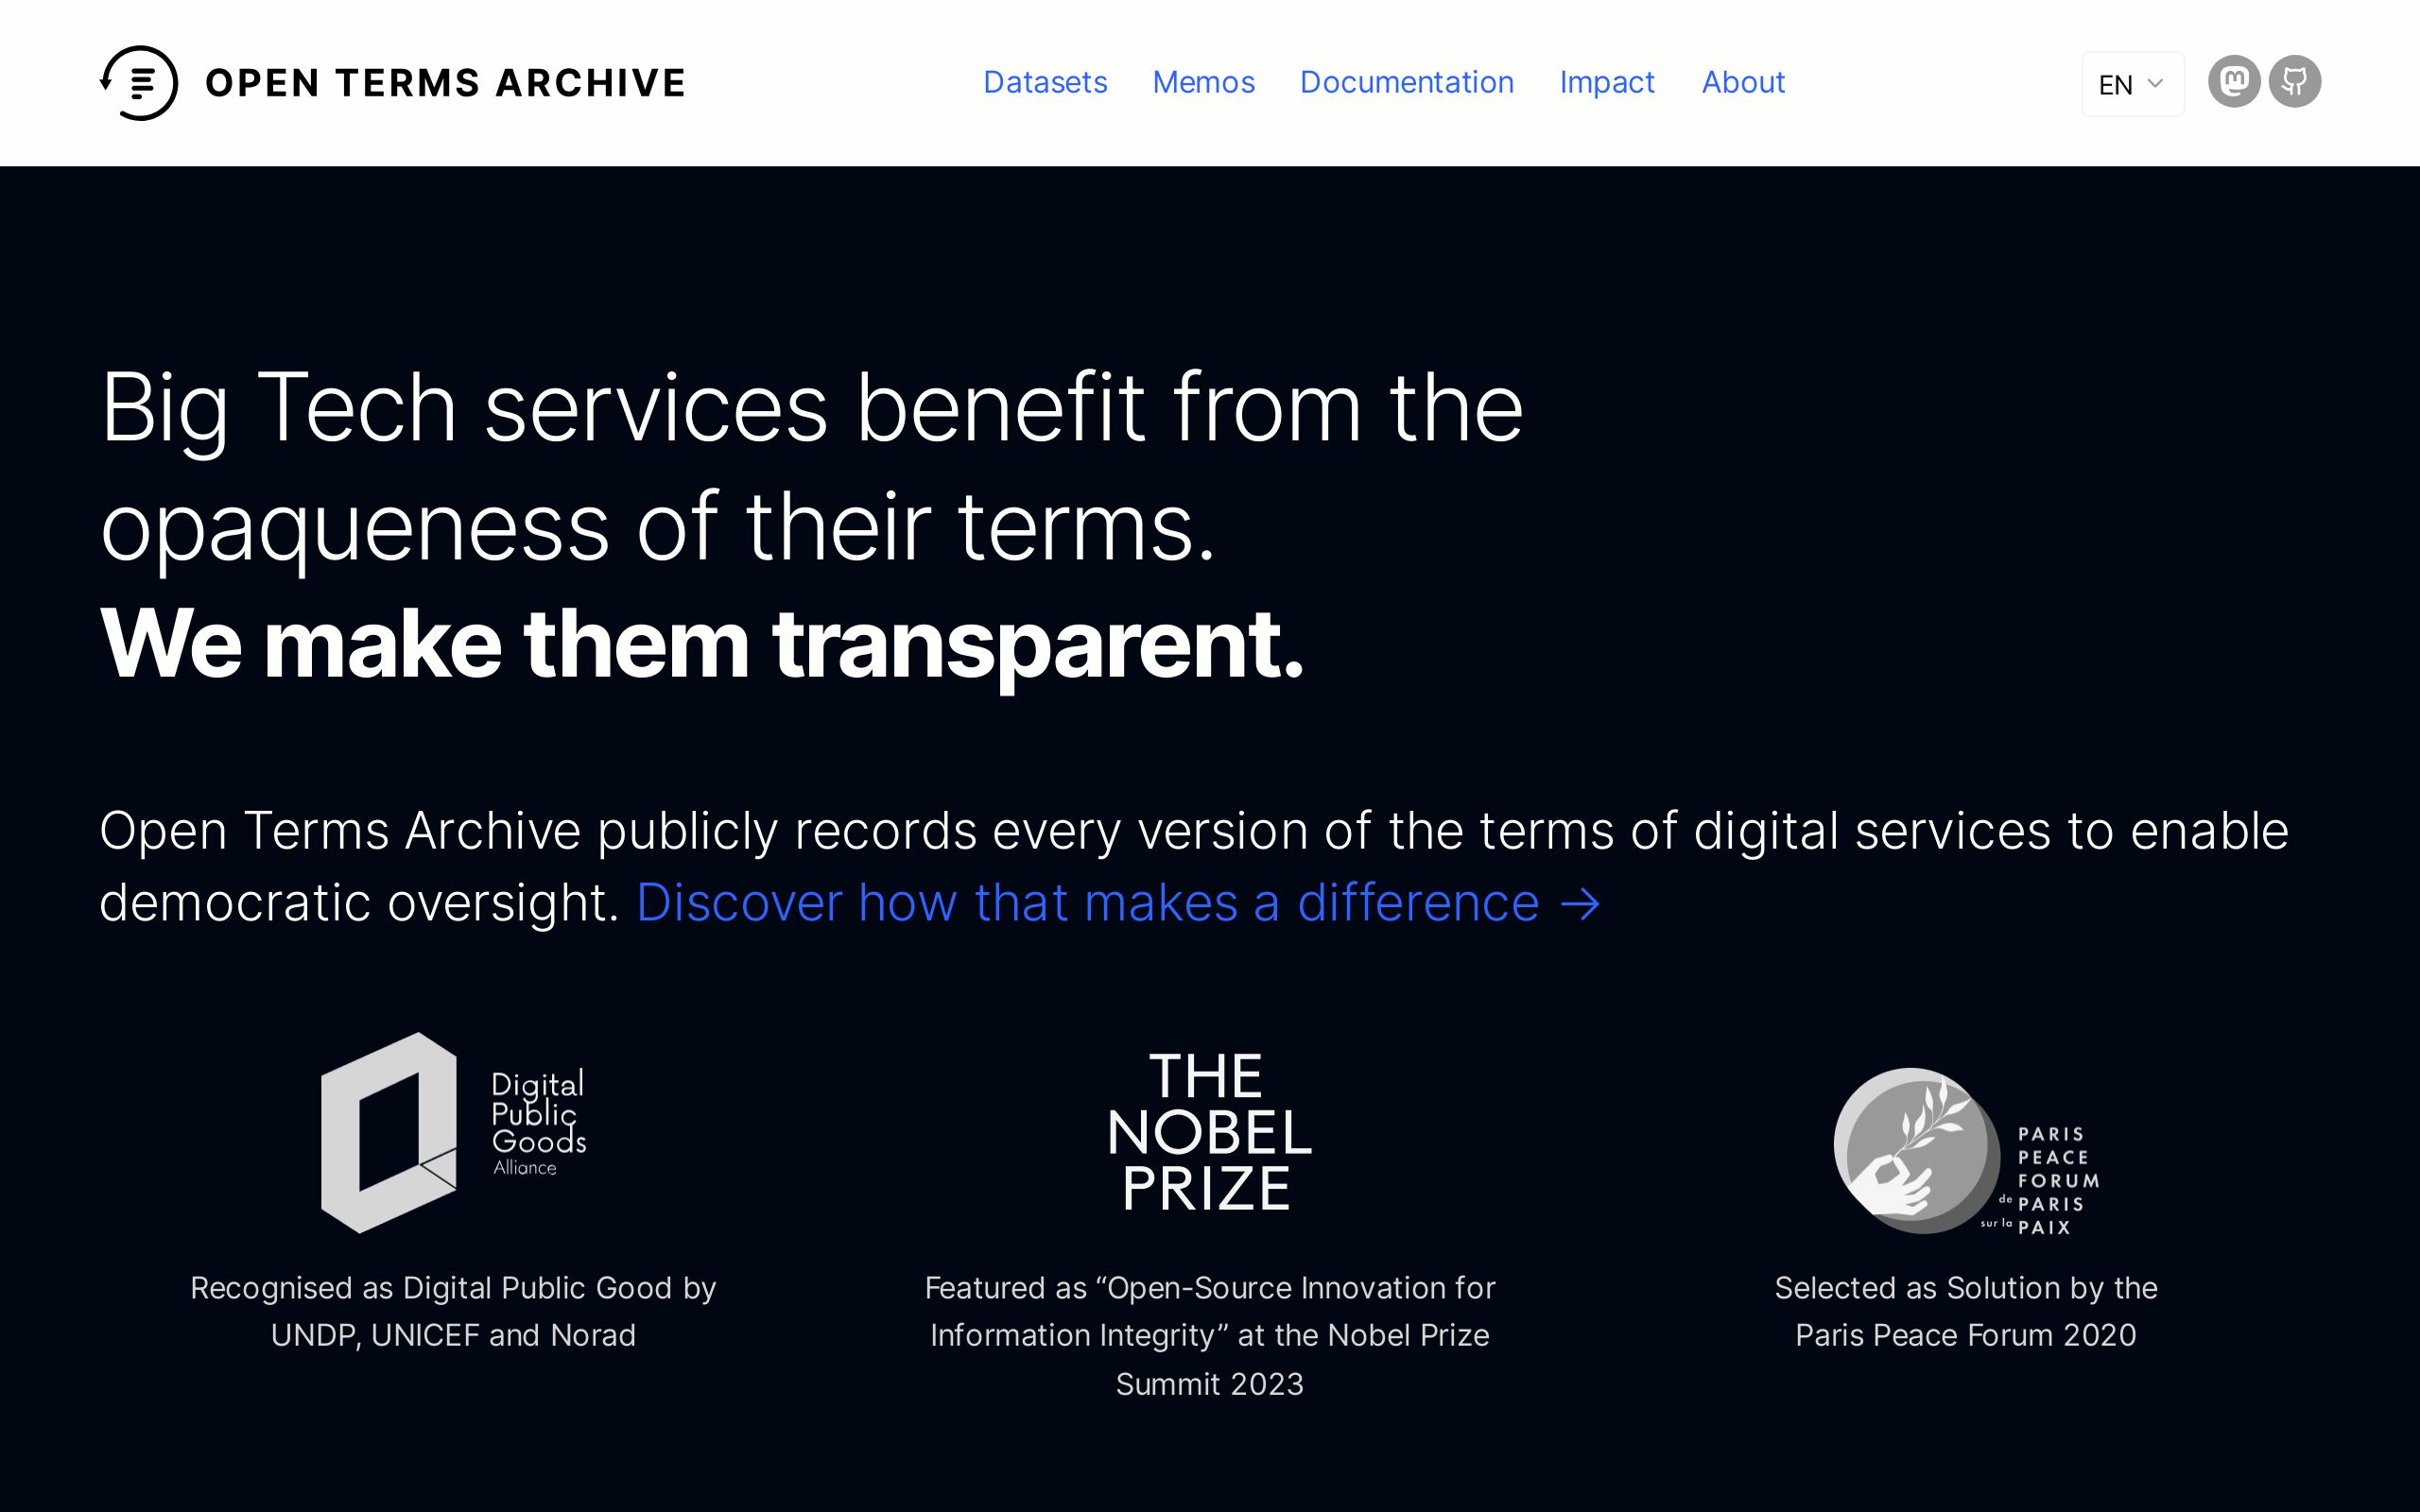 OPEN TERMS ARCHIVE
Datasets Memos Documentation Impact About
EN
Big Tech services benefit from the
opaqueness of their terms.
We make them transparent.
Open Terms Archive publicly records every version of the terms of digital services to enable
democratic oversight. Discover how that makes a difference →
Digital
Public
Goods
Alliance
Recognised as Digital Public Good by
UNDP, UNICEF and Norad
THE
NOBEL
PRIZE
Featured as “Open-Source Innovation for
Information Integrity” at the Nobel Prize
Summit 2023
PARIS
PEACE
FORUM
de PARIS
sur la PAIX
Selected as Solution by the
Paris Peace Forum 2020